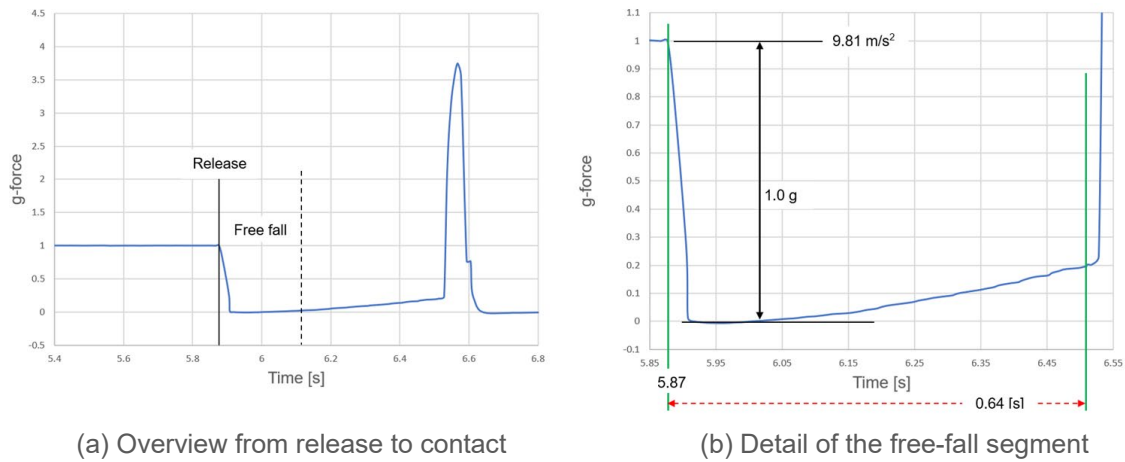 4.5
4
3.5
3
2.5
2
1.5
1
0.5
0
-0.5
g-force
Release
Free fall
5.4 5.6 5.8 6 6.2 6.4 6.6 6.8
Time [s]
(a) Overview from release to contact
1.1
1
0.9
0.8
0.7
0.6
0.5
0.4
0.3
0.2
0.1
0
-0.1
g-force
9.81 m/s²
1.0 g
5.85 5.95 6.05 6.15 6.25 6.35 6.45 6.55
5.87
Time [s]
0.64 [s]
(b) Detail of the free-fall segment